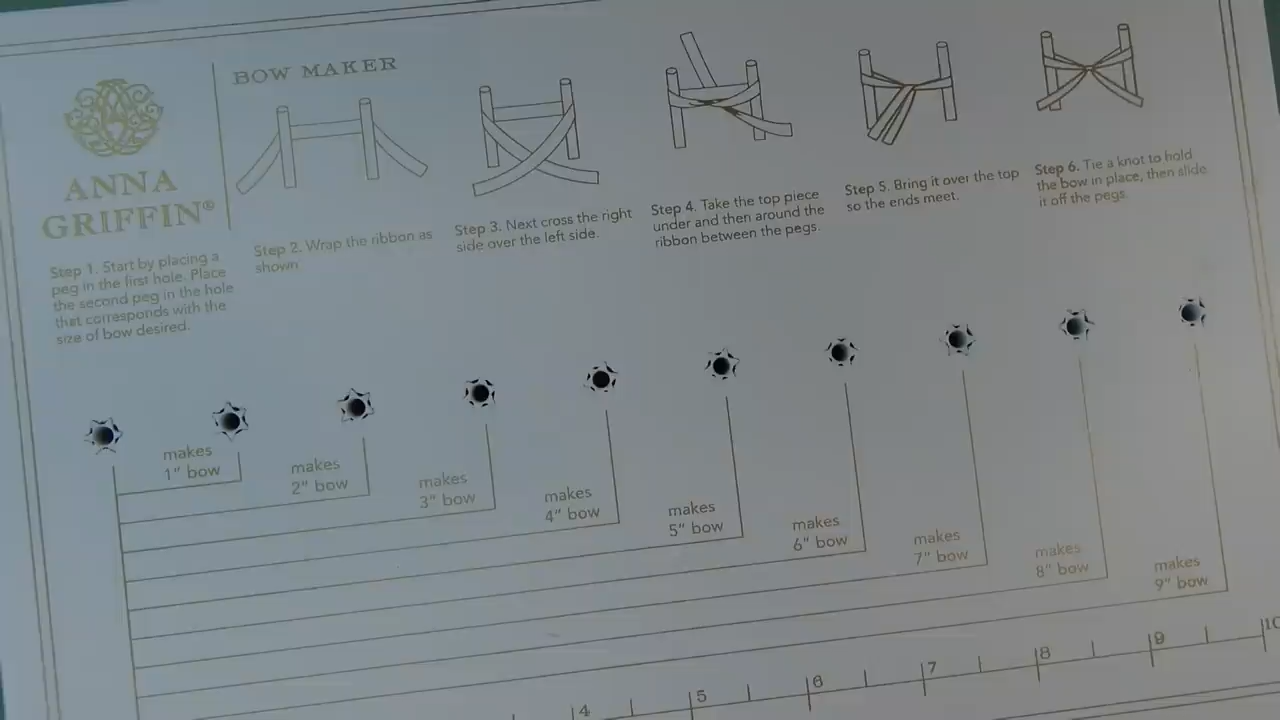 BOW MAKER
ANNA
GRIFFIN®
Step 1. Start by placing a
peg in the first hole. Place
the second peg in the hole
that corresponds with the
size of bow desired.
Step 2. Wrap the ribbon as
shown
Step 3. Next cross the right
side over the left side.
Step 4. Take the top piece
under and then around the
ribbon between the pegs.
Step 5. Bring it over the top
so the ends meet.
Step 6. Tie a knot to hold
the bow in place, then slide
it off the pegs.
makes
1" bow
makes
2" bow
makes
3" bow
makes
4" bow
makes
5" bow
makes
6" bow
makes
7" bow
makes
8" bow
makes
9" bow
4 5 6 7 8 9 10